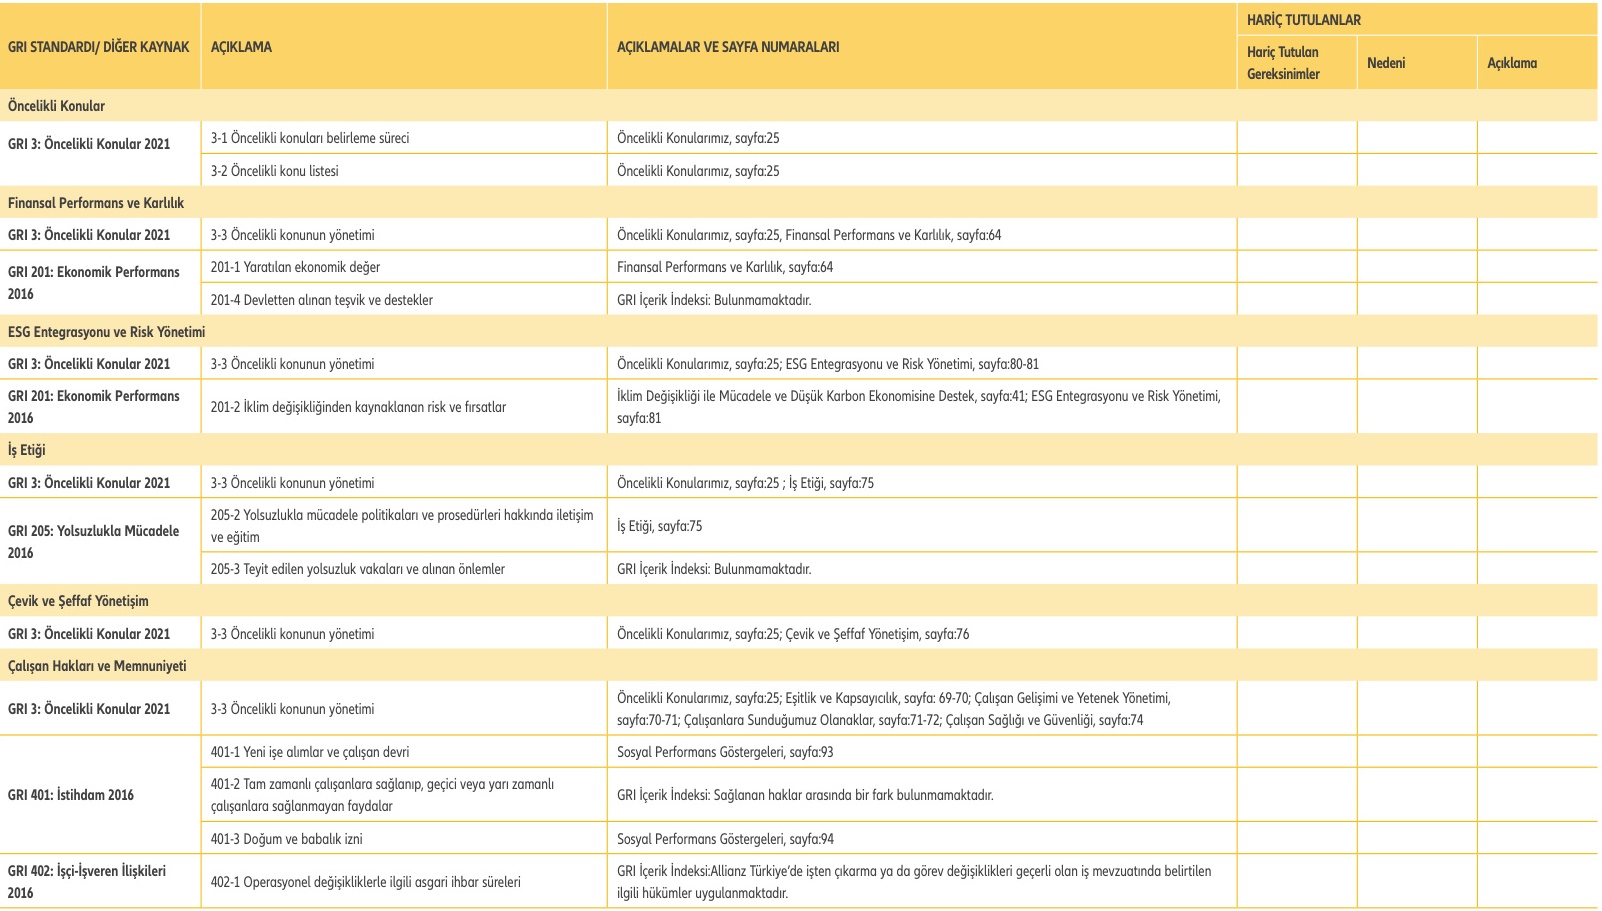 GRI STANDARDI/ DİĞER KAYNAK
AÇIKLAMA
AÇIKLAMALAR VE SAYFA NUMARALARI
HARİÇ TUTULANLAR
Hariç Tutulan
Gereksinimler
Nedeni
Açıklama
Öncelikli Konular
GRI 3: Öncelikli Konular 2021
3-1 Öncelikli konuları belirleme süreci
Öncelikli Konularımız, sayfa:25
3-2 Öncelikli konu listesi
Öncelikli Konularımız, sayfa:25
Finansal Performans ve Karlılık
GRI 3: Öncelikli Konular 2021
3-3 Öncelikli konunun yönetimi
Öncelikli Konularımız, sayfa:25, Finansal Performans ve Karlılık, sayfa:64
GRI 201: Ekonomik Performans
2016
201-1 Yaratılan ekonomik değer
Finansal Performans ve Karlılık, sayfa:64
201-4 Devletten alınan teşvik ve destekler
GRI İçerik İndeksi: Bulunmamaktadır.
ESG Entegrasyonu ve Risk Yönetimi
GRI 3: Öncelikli Konular 2021
3-3 Öncelikli konunun yönetimi
Öncelikli Konularımız, sayfa:25; ESG Entegrasyonu ve Risk Yönetimi, sayfa:80-81
GRI 201: Ekonomik Performans
2016
201-2 İklim değişikliğinden kaynaklanan risk ve fırsatlar
İklim Değişikliği ile Mücadele ve Düşük Karbon Ekonomisine Destek, sayfa:41; ESG Entegrasyonu ve Risk Yönetimi,
sayfa:81
İş Etiği
GRI 3: Öncelikli Konular 2021
3-3 Öncelikli konunun yönetimi
Öncelikli Konularımız, sayfa:25 ; İş Etiği, sayfa:75
GRI 205: Yolsuzlukla Mücadele
2016
205-2 Yolsuzlukla mücadele politikaları ve prosedürleri hakkında iletişim
ve eğitim
İş Etiği, sayfa:75
205-3 Teyit edilen yolsuzluk vakaları ve alınan önlemler
GRI İçerik İndeksi: Bulunmamaktadır.
Çevik ve Şeffaf Yönetişim
GRI 3: Öncelikli Konular 2021
3-3 Öncelikli konunun yönetimi
Öncelikli Konularımız, sayfa:25; Çevik ve Şeffaf Yönetişim, sayfa:76
Çalışan Hakları ve Memnuniyeti
GRI 3: Öncelikli Konular 2021
3-3 Öncelikli konunun yönetimi
Öncelikli Konularımız, sayfa:25; Eşitlik ve Kapsayıcılık, sayfa: 69-70; Çalışan Gelişimi ve Yetenek Yönetimi,
sayfa:70-71; Çalışanlara Sunduğumuz Olanaklar, sayfa:71-72; Çalışan Sağlığı ve Güvenliği, sayfa:74
GRI 401: İstihdam 2016
401-1 Yeni işe alımlar ve çalışan devri
Sosyal Performans Göstergeleri, sayfa:93
401-2 Tam zamanlı çalışanlara sağlanıp, geçici veya yarı zamanlı
çalışanlara sağlanmayan faydalar
GRI İçerik İndeksi: Sağlanan haklar arasında bir fark bulunmamaktadır.
401-3 Doğum ve babalık izni
Sosyal Performans Göstergeleri, sayfa:94
GRI 402: İşçi-İşveren İlişkileri
2016
402-1 Operasyonel değişikliklerle ilgili asgari ihbar süreleri
GRI İçerik İndeksi:Allianz Türkiye'de işten çıkarma ya da görev değişiklikleri geçerli olan iş mevzuatında belirtilen
ilgili hükümler uygulanmaktadır.